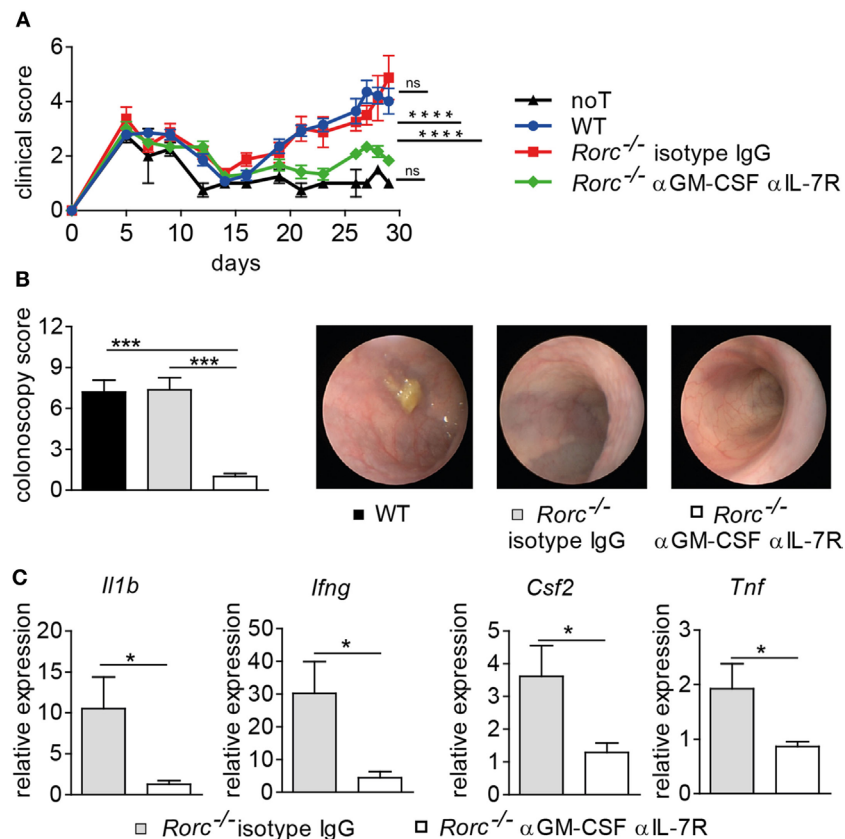 A
clinical score
6
4
2
0
0 5 10 15 20 25 30
days
ns
****
****
ns
noT
WT
Rorc-/- isotype IgG
Rorc-/- αGM-CSF αIL-7R
B
colonoscopy score
12
9
6
3
0
***
***
WT
Rorc-/-
isotype IgG
Rorc-/-
αGM-CSF αIL-7R
C
Il1b
relative expression
20
15
10
5
0
*
Ifng
relative expression
50
40
30
20
10
0
*
Csf2
relative expression
5
4
3
2
1
0
*
Tnf
relative expression
3
2
1
0
*
Rorc-/- isotype IgG
Rorc-/- αGM-CSF αIL-7R